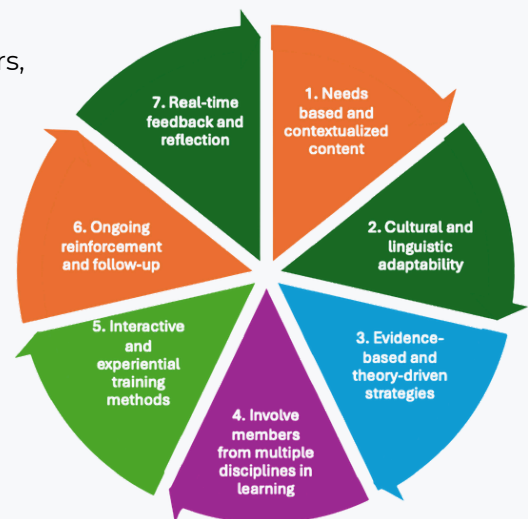 rs,
1. Needs
based and
contextualized
content
2. Cultural and
linguistic
adaptability
3. Evidence-
based and
theory-driven
strategies
4. Involve
members
from multiple
disciplines in
learning
5. Interactive
and
experiential
training
methods
6. Ongoing
reinforcement
and follow-up
7. Real-time
feedback and
reflection